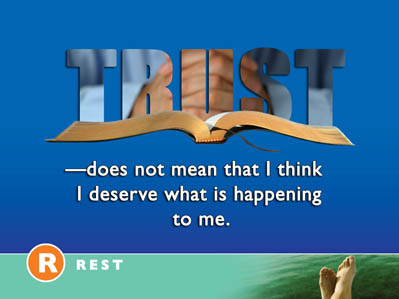 TRUST
—does not mean that I think
I deserve what is happening
to me.
R REST